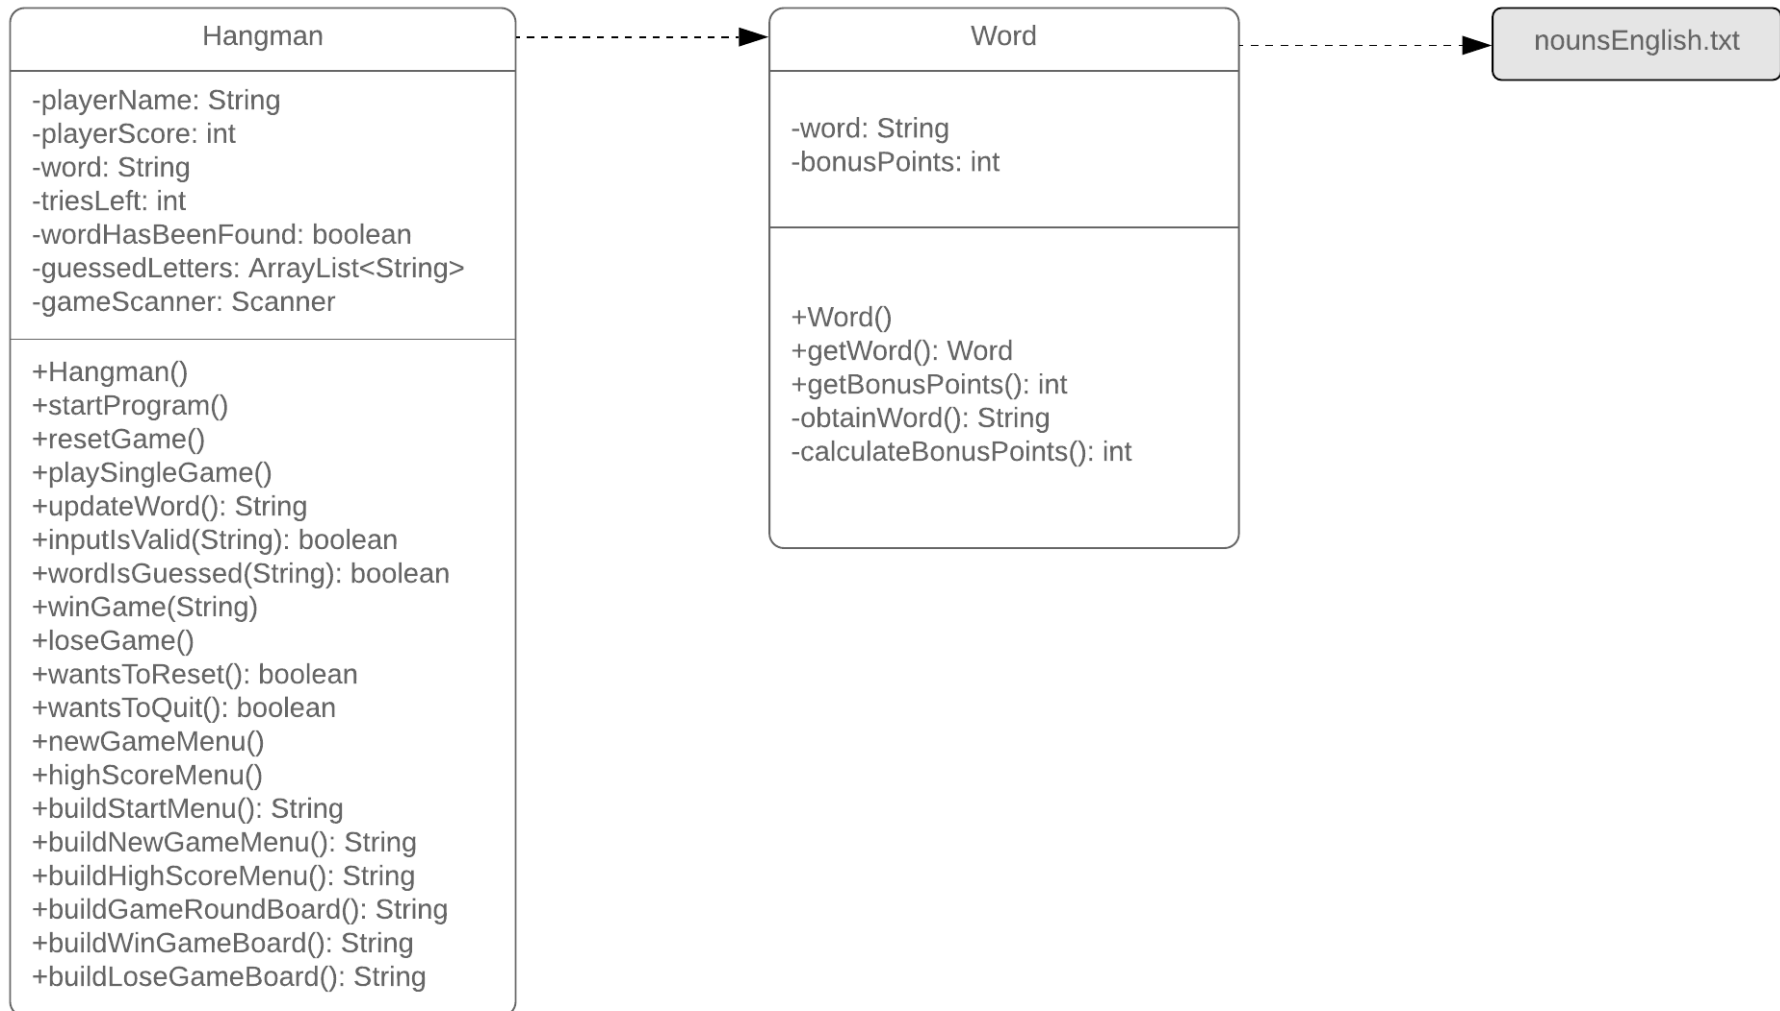 Hangman
-playerName: String
-playerScore: int
-word: String
-triesLeft: int
-wordHasBeenFound: boolean
-guessedLetters: ArrayList<String>
-gameScanner: Scanner
+Hangman()
+startProgram()
+resetGame()
+playSingleGame()
+updateWord(): String
+inputIsValid(String): boolean
+wordIsGuessed(String): boolean
+winGame(String)
+loseGame()
+wantsToReset(): boolean
+wantsToQuit(): boolean
+newGameMenu()
+highScoreMenu()
+buildStartMenu(): String
+buildNewGameMenu(): String
+buildHighScoreMenu(): String
+buildGameRoundBoard(): String
+buildWinGameBoard(): String
+buildLoseGameBoard(): String
Word
-word: String
-bonusPoints: int
+Word()
+getWord(): Word
+getBonusPoints(): int
-obtainWord(): String
-calculateBonusPoints(): int
nounsEnglish.txt